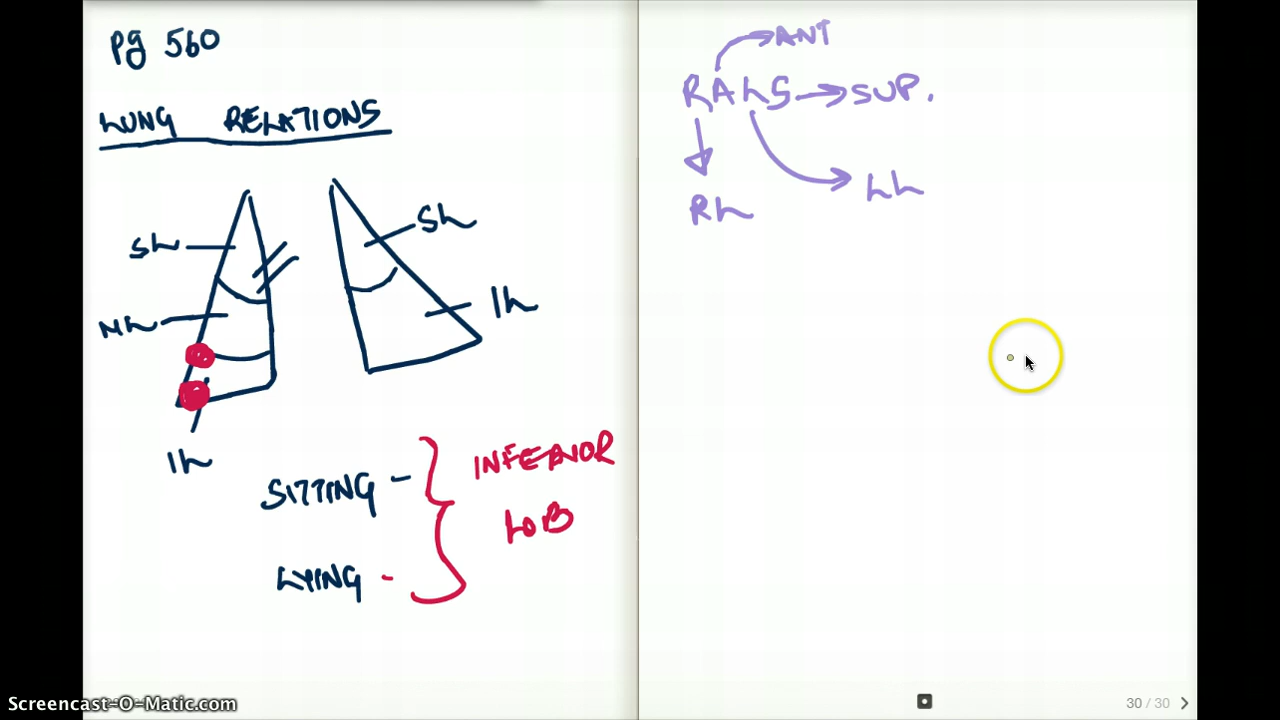 Pg 560
LUNG RELATIONS
SL
SL
ML
IL
IL
SITTING -
LYING -
INFERIOR
LOB
ANT
RALS → SUP.
RL
LL
30 / 30
Screencast-O-Matic.com